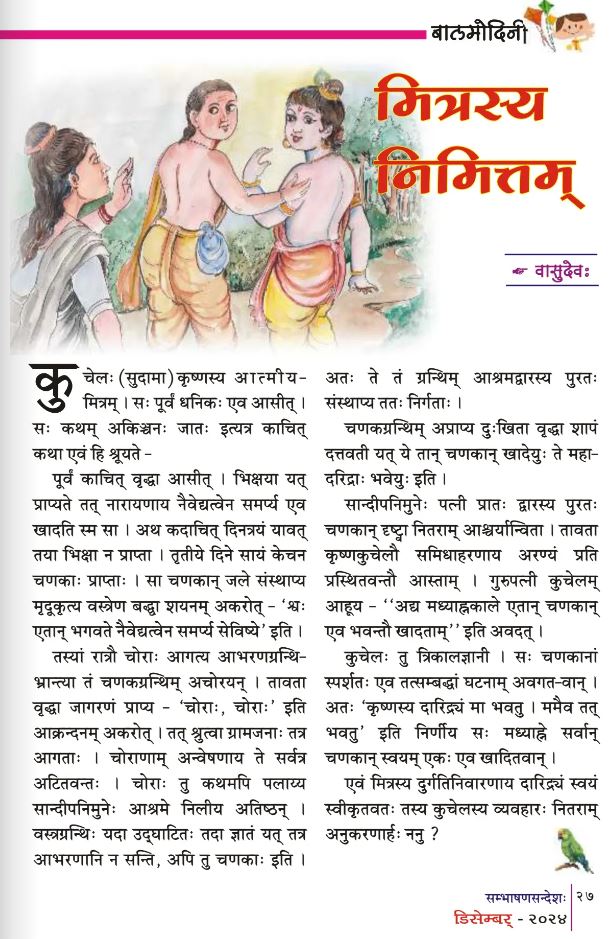 बालमोदिनी
मित्रस्य
निमित्तम्
☛ वासुदेवः
कुचेलः (सुदामा) कृष्णस्य आत्मीय-
मित्रम् । सः पूर्वं धनिकः एव आसीत् ।
सः कथम् अकिञ्चनः जातः इत्यत्र काचित्
कथा एवं हि श्रूयते -
पूर्वं काचित् वृद्धा आसीत् । भिक्षया यत्
प्राप्यते तत् नारायणाय नैवेद्यत्वेन समर्प्य एव
खादति स्म सा । अथ कदाचित् दिनत्रयं यावत्
तया भिक्षा न प्राप्ता । तृतीये दिने सायं केचन
चणकाः प्राप्ताः । सा चणकान् जले संस्थाप्य
मृदूकृत्य वस्त्रेण बद्धा शयनम् अकरोत् - ‘श्वः
एतान् भगवते नैवेद्यत्वेन समर्प्य सेविष्ये’ इति ।
तस्यां रात्रौ चोराः आगत्य आभरणग्रन्थि-
भ्रान्त्या तं चणकग्रन्थिम् अचोरयन् । तावता
वृद्धा जागरणं प्राप्य - ‘चोराः, चोराः’ इति
आक्रन्दनम् अकरोत् । तत् श्रुत्वा ग्रामजनाः तत्र
आगताः । चोराणाम् अन्वेषणाय ते सर्वत्र
अटितवन्तः । चोराः तु कथमपि पलाय्य
सान्दीपनिमुनेः आश्रमे निलीय अतिष्ठन् ।
वस्त्रग्रन्थिः यदा उद्घाटितः तदा ज्ञातं यत् तत्र
आभरणानि न सन्ति, अपि तु चणकाः इति ।
अतः ते तं ग्रन्थिम् आश्रमद्वारस्य पुरतः
संस्थाप्य ततः निर्गताः ।
चणकग्रन्थिम् अप्राप्य दुःखिता वृद्धा शापं
दत्तवती यत् ये तान् चणकान् खादेयुः ते महा-
दरिद्राः भवेयुः इति ।
सान्दीपनिमुनेः पत्नी प्रातः द्वारस्य पुरतः
चणकान् दृष्ट्वा नितराम् आश्चर्यान्विता । तावता
कृष्णकुचेलौ समिधाहरणाय अरण्यं प्रति
प्रस्थितवन्तौ आस्ताम् । गुरुपत्नी कुचेलम्
आहूय - ‘‘अद्य मध्याह्नकाले एतान् चणकान्
एव भवन्तौ खादताम्’’ इति अवदत् ।
कुचेलः तु त्रिकालज्ञानी । सः चणकानां
स्पर्शतः एव तत्सम्बद्धां घटनाम् अवगत-वान् ।
अतः ‘कृष्णस्य दारिद्र्यं मा भवतु । ममैव तत्
भवतु’ इति निर्णीय सः मध्याह्ने सर्वान्
चणकान् स्वयम् एकः एव खादितवान् ।
एवं मित्रस्य दुर्गतिनिवारणाय दारिद्र्यं स्वयं
स्वीकृतवतः तस्य कुचेलस्य व्यवहारः नितराम्
अनुकरणार्हः ननु ?
सम्भाषणसन्देशः २७
डिसेम्बर् - २०२४